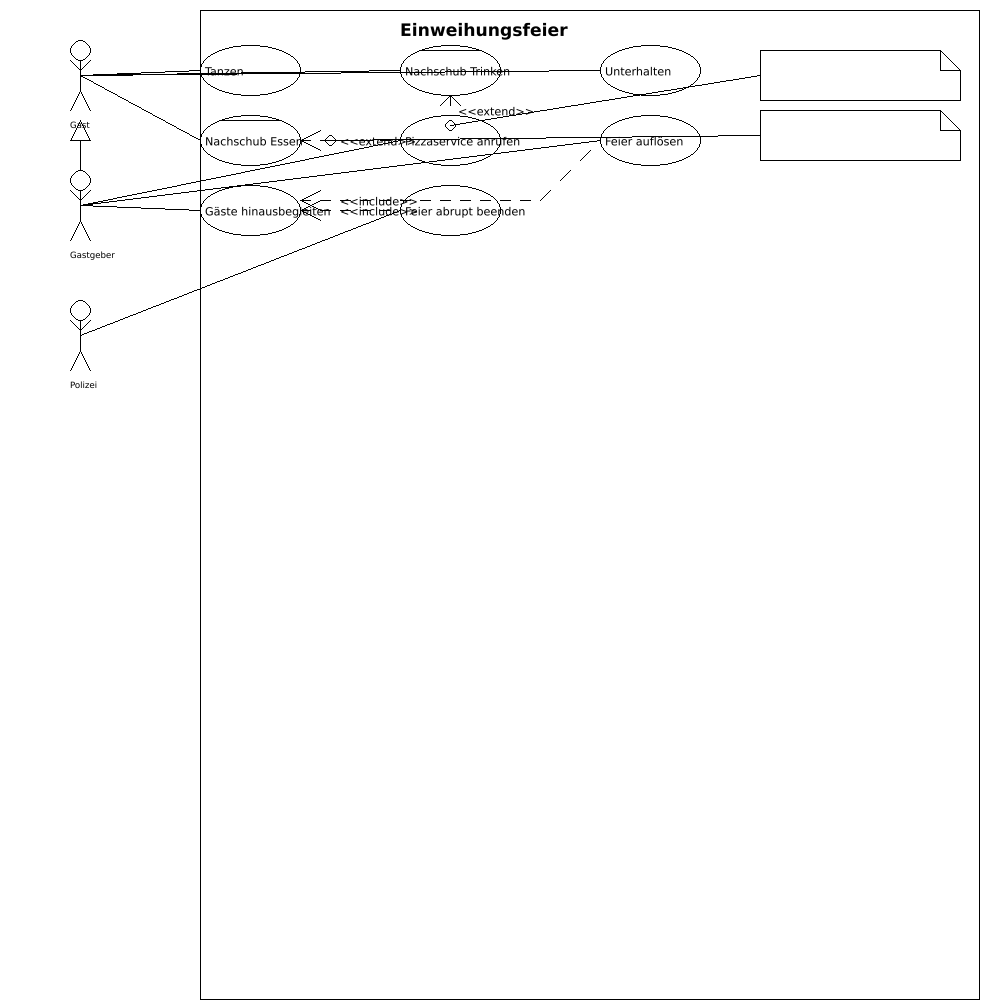 Einweihungsfeier
Tanzen
Nachschub Trinken
Unterhalten
<<extend>>
Gast
Nachschub Essen
<<extend>>
Pizzaservice anrufen
Feier auflösen
<<include>>
Gäste hinausbegleiten
<<include>>
Feier abrupt beenden
Gastgeber
Polizei